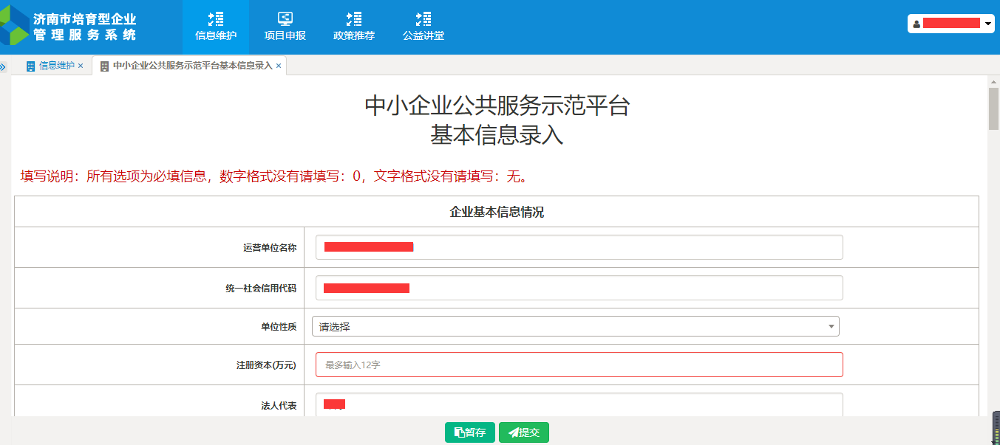 济南市培育型企业
管理服务系统
信息维护
项目申报
政策推荐
公益讲堂
信息维护 ×
中小企业公共服务示范平台基本信息录入 ×
中小企业公共服务示范平台
基本信息录入
填写说明：所有选项为必填信息，数字格式没有请填写：0，文字格式没有请填写：无。
企业基本信息情况
运营单位名称
统一社会信用代码
单位性质
请选择
注册资本(万元)
最多输入12字
法人代表
暂存
提交